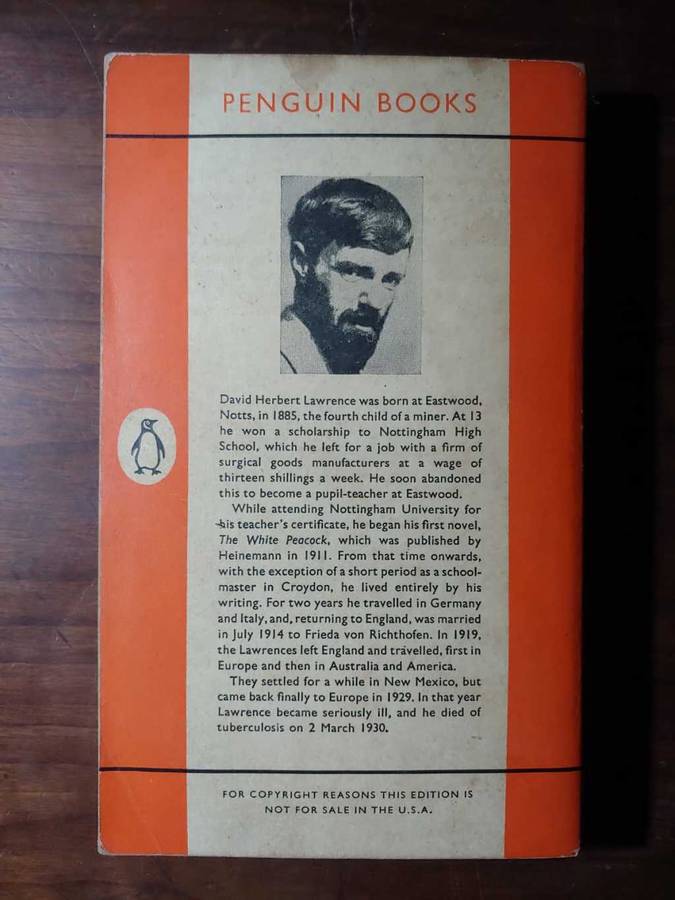 PENGUIN BOOKS
David Herbert Lawrence was born at Eastwood,
Notts, in 1885, the fourth child of a miner. At 13
he won a scholarship to Nottingham High
School, which he left for a job with a firm of
surgical goods manufacturers at a wage of
thirteen shillings a week. He soon abandoned
this to become a pupil-teacher at Eastwood.
While attending Nottingham University for
his teacher's certificate, he began his first novel,
The White Peacock, which was published by
Heinemann in 1911. From that time onwards,
with the exception of a short period as a school-
master in Croydon, he lived entirely by his
writing. For two years he travelled in Germany
and Italy, and, returning to England, was married
in July 1914 to Frieda von Richthofen. In 1919,
the Lawrences left England and travelled, first in
Europe and then in Australia and America.
They settled for a while in New Mexico, but
came back finally to Europe in 1929. In that year
Lawrence became seriously ill, and he died of
tuberculosis on 2 March 1930.
FOR COPYRIGHT REASONS THIS EDITION IS
NOT FOR SALE IN THE U.S.A.